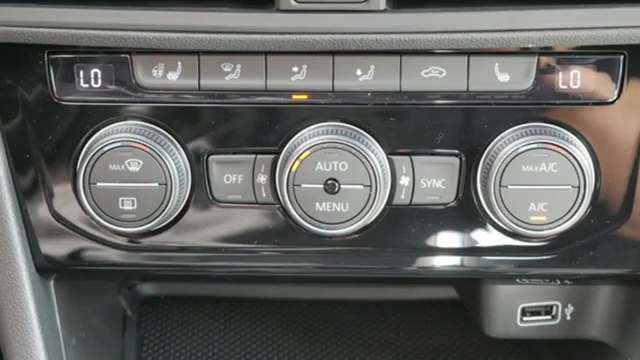 LO LO
MAX AUTO MAX A/C
OFF SYNC
MENU A/C